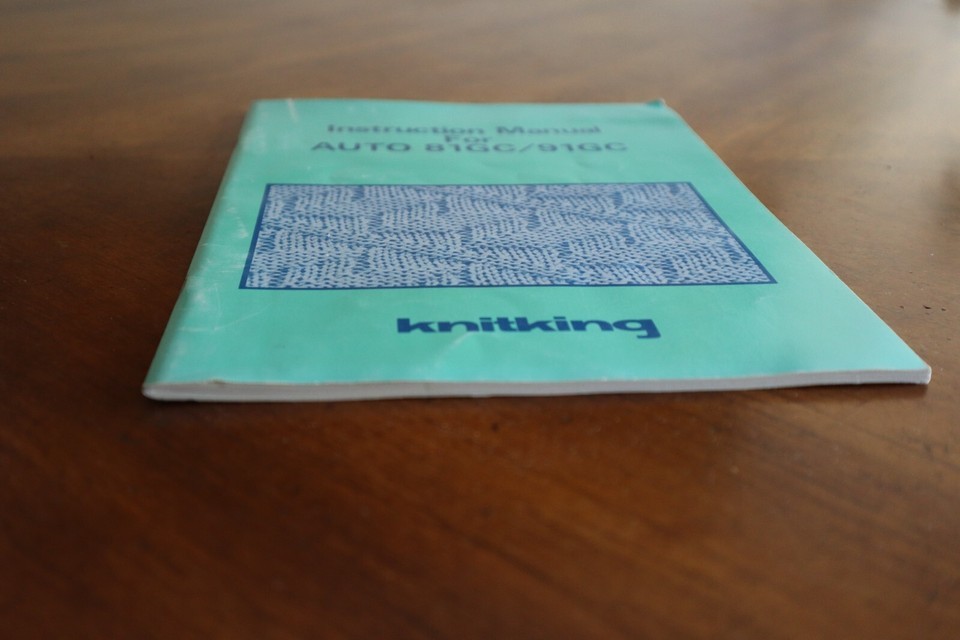 Instruction Manual
For
AUTO 81GC/91GC
knitking